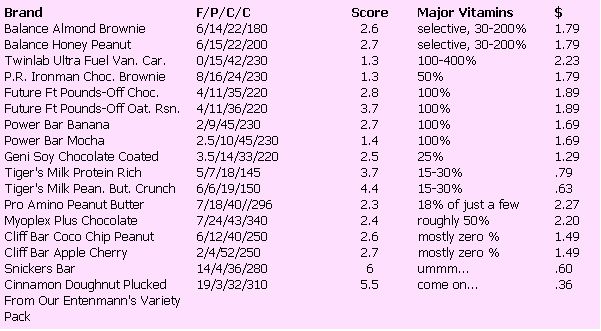 Brand F/P/C/C Score Major Vitamins $
Balance Almond Brownie 6/14/22/180 2.6 selective, 30-200% 1.79
Balance Honey Peanut 6/15/22/200 2.7 selective, 30-200% 1.79
Twinlab Ultra Fuel Van. Car. 0/15/42/230 1.3 100-400% 2.23
P.R. Ironman Choc. Brownie 8/16/24/230 1.3 50% 1.79
Future Ft Pounds-Off Choc. 4/11/35/220 2.8 100% 1.89
Future Ft Pounds-Off Oat. Rsn. 4/11/36/220 3.7 100% 1.89
Power Bar Banana 2/9/45/230 2.7 100% 1.69
Power Bar Mocha 2.5/10/45/230 1.4 100% 1.69
Geni Soy Chocolate Coated 3.5/14/33/220 2.5 25% 1.29
Tiger's Milk Protein Rich 5/7/18/145 3.7 15-30% .79
Tiger's Milk Pean. But. Crunch 6/6/19/150 4.4 15-30% .63
Pro Amino Peanut Butter 7/18/40//296 2.3 18% of just a few 2.27
Myoplex Plus Chocolate 7/24/43/340 2.4 roughly 50% 2.20
Cliff Bar Coco Chip Peanut 6/12/40/250 2.6 mostly zero % 1.49
Cliff Bar Apple Cherry 2/4/52/250 2.7 mostly zero % 1.49
Snickers Bar 14/4/36/280 6 ummm... .60
Cinnamon Doughnut Plucked 19/3/32/310 5.5 come on... .36
From Our Entenmann's Variety
Pack